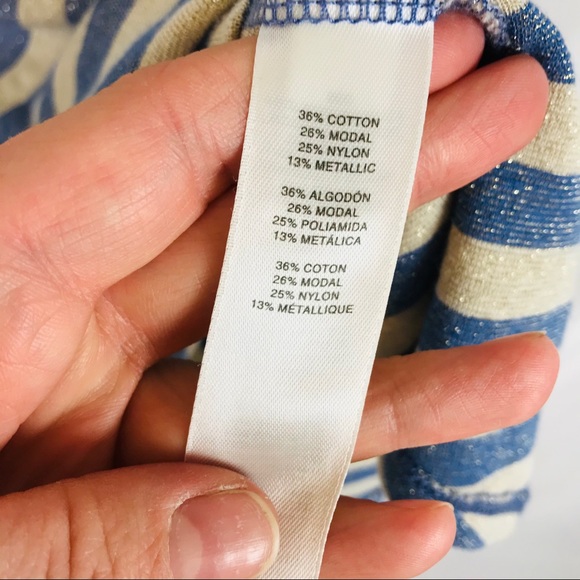 36% COTTON
26% MODAL
25% NYLON
13% METALLIC
36% ALGODÓN
26% MODAL
25% POLIAMIDA
13% METÁLICA
36% COTON
26% MODAL
25% NYLON
13% MÉTALLIQUE